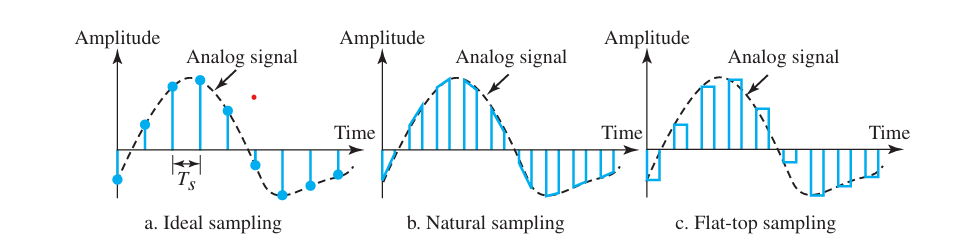 Amplitude
Analog signal
Time
Ts
a. Ideal sampling
Amplitude
Analog signal
Time
b. Natural sampling
Amplitude
Analog signal
Time
c. Flat-top sampling